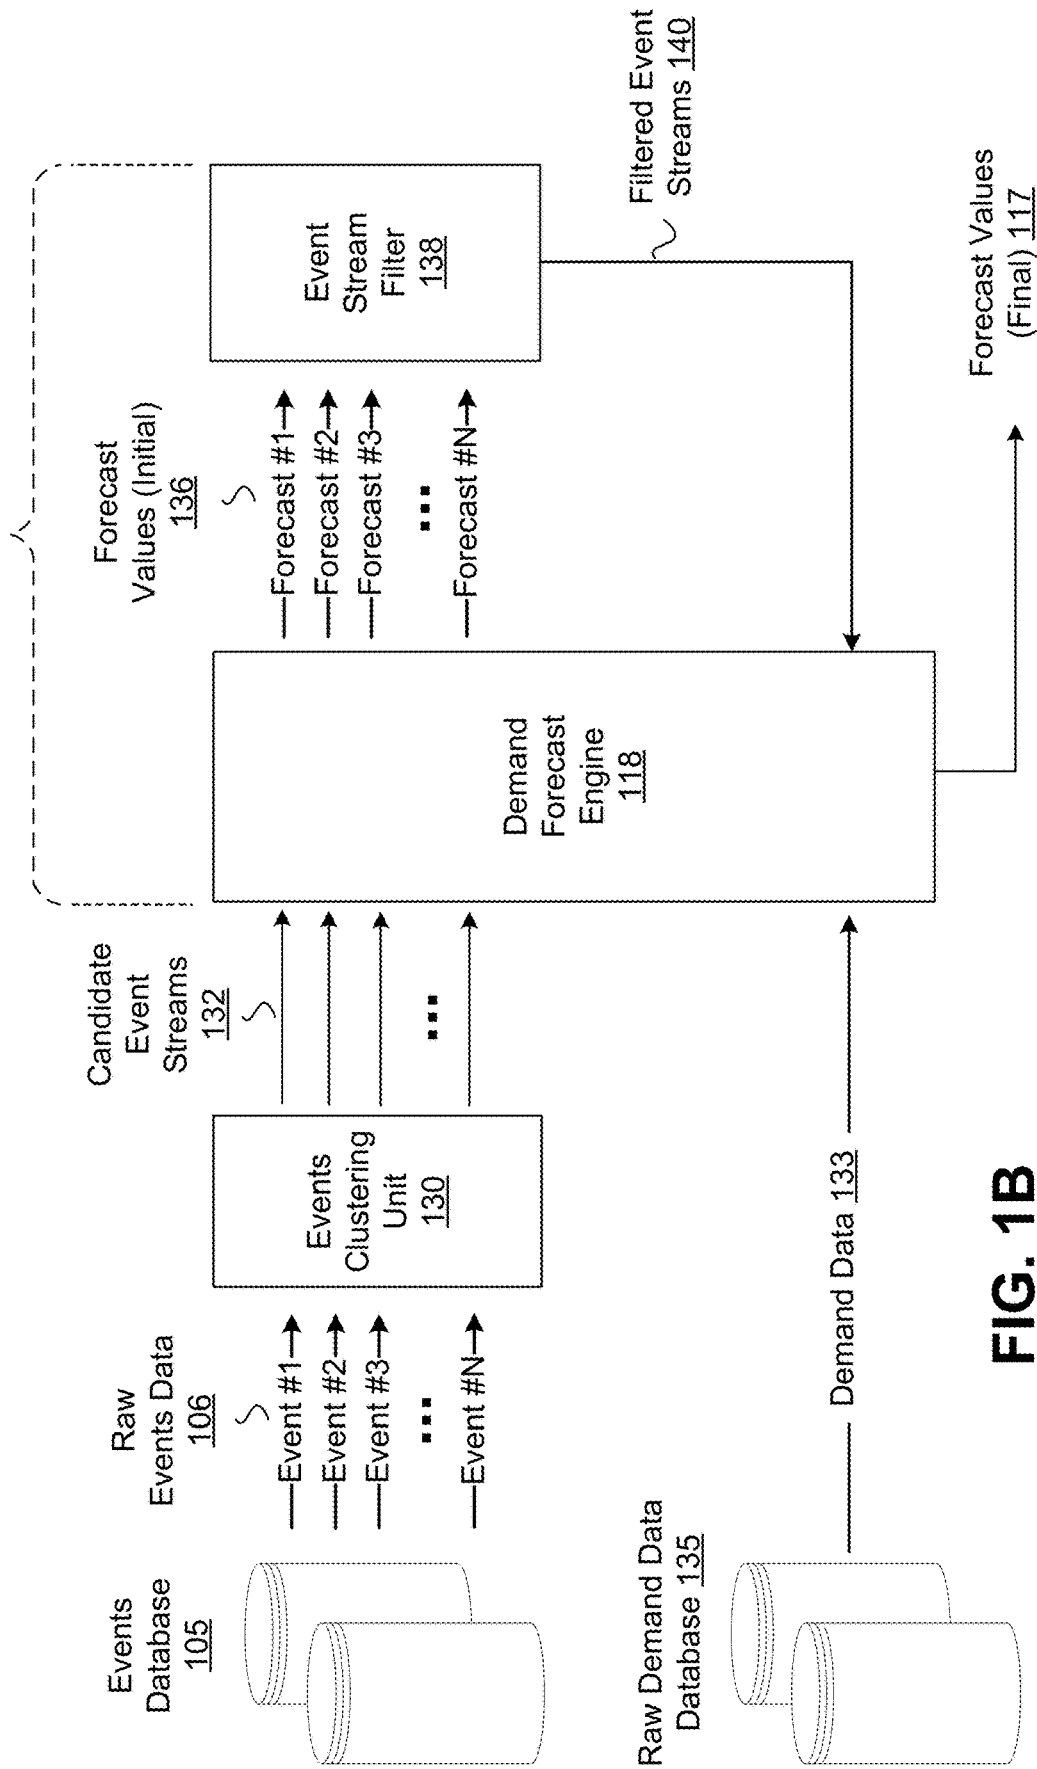 Events
Database
105
Raw
Events Data
106
Event #1
Event #2
Event #3
Event #N
Events
Clustering
Unit
130
Candidate
Event
Streams
132
Demand
Forecast
Engine
118
Forecast
Values (Initial)
136
Forecast #1
Forecast #2
Forecast #3
Forecast #N
Event
Stream
Filter
138
Filtered Event
Streams 140
Raw Demand Data
Database 135
Demand Data 133
Forecast Values
(Final) 117
FIG. 1B